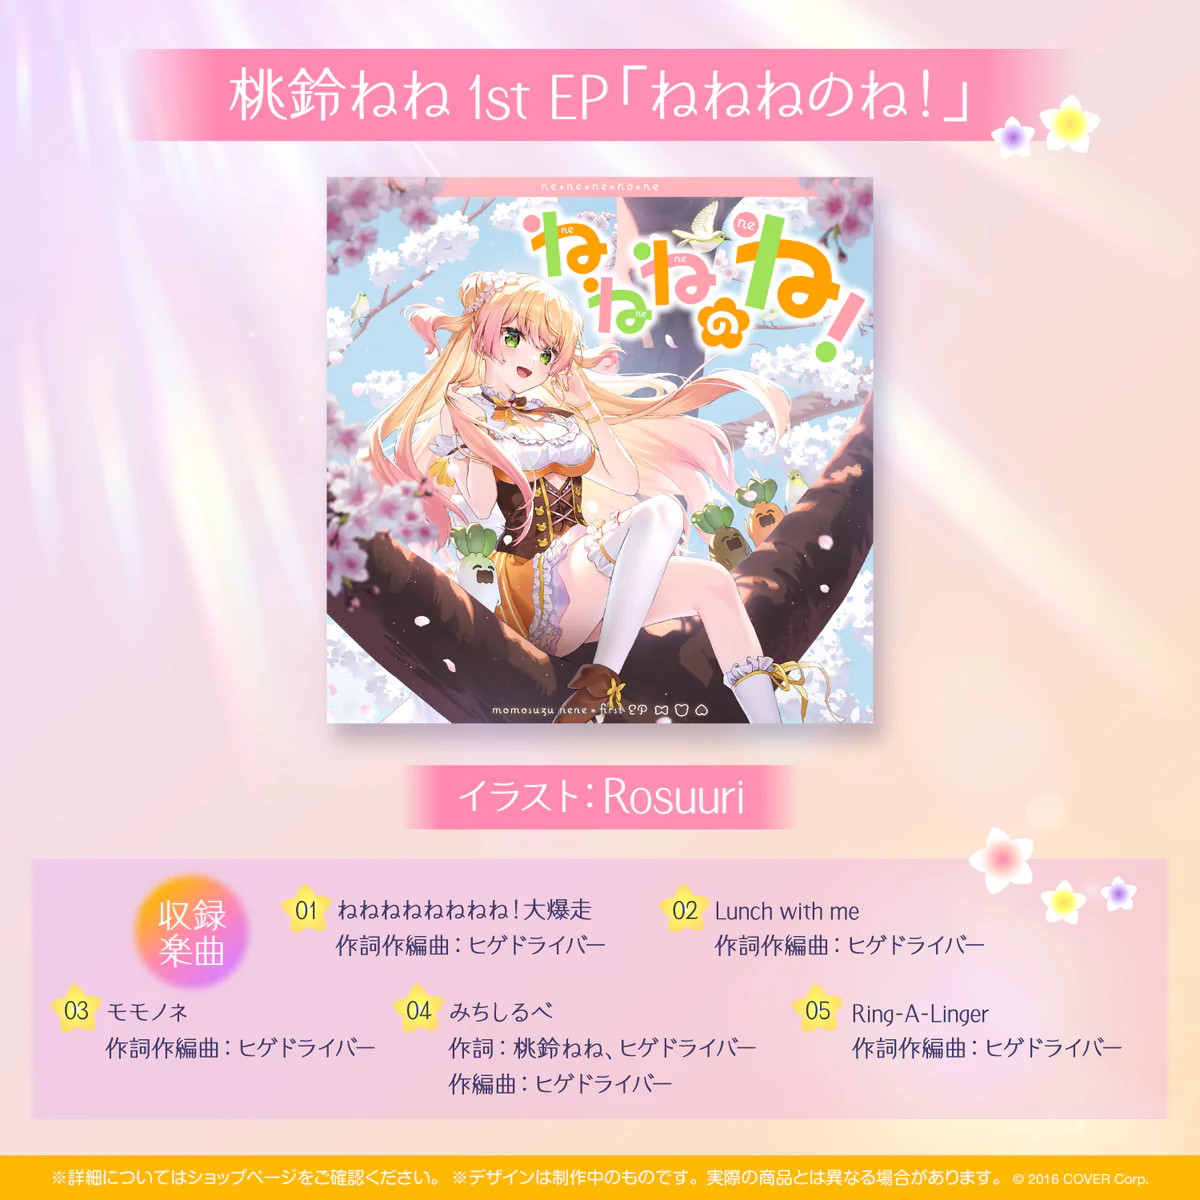 桃鈴ねね 1st EP「ねねねのね！」
ne*ne*ne*no*ne
ねねねのね！
ne ne ne ne
momosuzu nene * first EP
イラスト：Rosuuri
収録
楽曲
01 ねねねねねねねね！大爆走
作詞作編曲：ヒゲドライバー
02 Lunch with me
作詞作編曲：ヒゲドライバー
03 モモノネ
作詞作編曲：ヒゲドライバー
04 みちしるべ
作詞：桃鈴ねね、ヒゲドライバー
作編曲：ヒゲドライバー
05 Ring-A-Linger
作詞作編曲：ヒゲドライバー
※詳細についてはショップページをご確認ください。 ※デザインは制作中のものです。実際の商品とは異なる場合があります。 © 2016 COVER Corp.